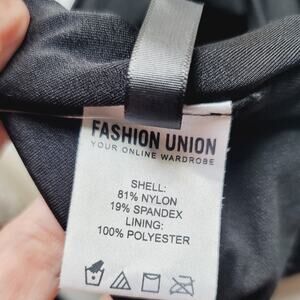 FASHION UNION
YOUR ONLINE WARDROBE
SHELL:
81% NYLON
19% SPANDEX
LINING:
100% POLYESTER